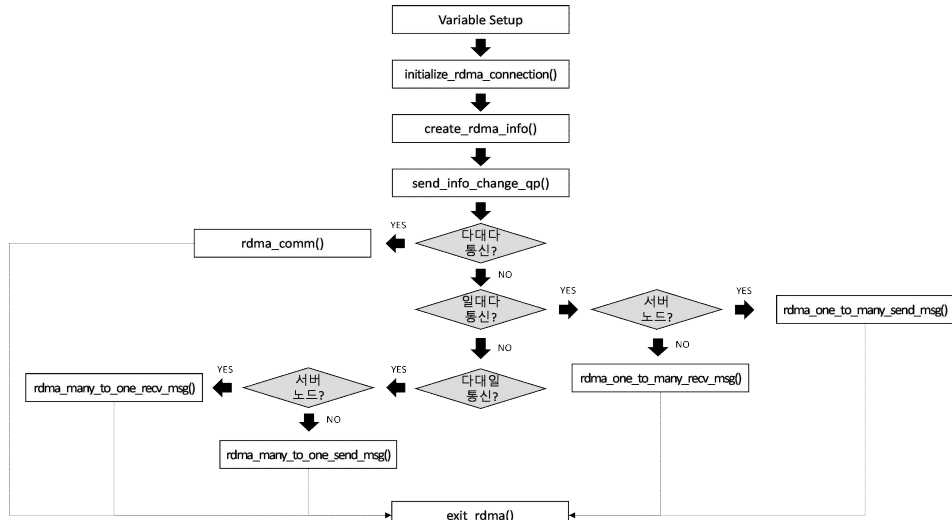 Variable Setup
initialize_rdma_connection()
create_rdma_info()
send_info_change_qp()
다대다
통신?
YES
rdma_comm()
NO
일대다
통신?
YES
서버
노드?
YES
rdma_one_to_many_send_msg()
NO
rdma_one_to_many_recv_msg()
NO
다대일
통신?
YES
서버
노드?
YES
rdma_many_to_one_recv_msg()
NO
rdma_many_to_one_send_msg()
exit_rdma()